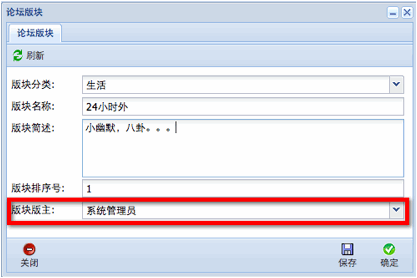 论坛版块
论坛版块
刷新
版块分类: 生活
版块名称: 24小时外
版块简述: 小幽默，八卦。。。
版块排序号: 1
版块版主: 系统管理员
关闭 保存 确定